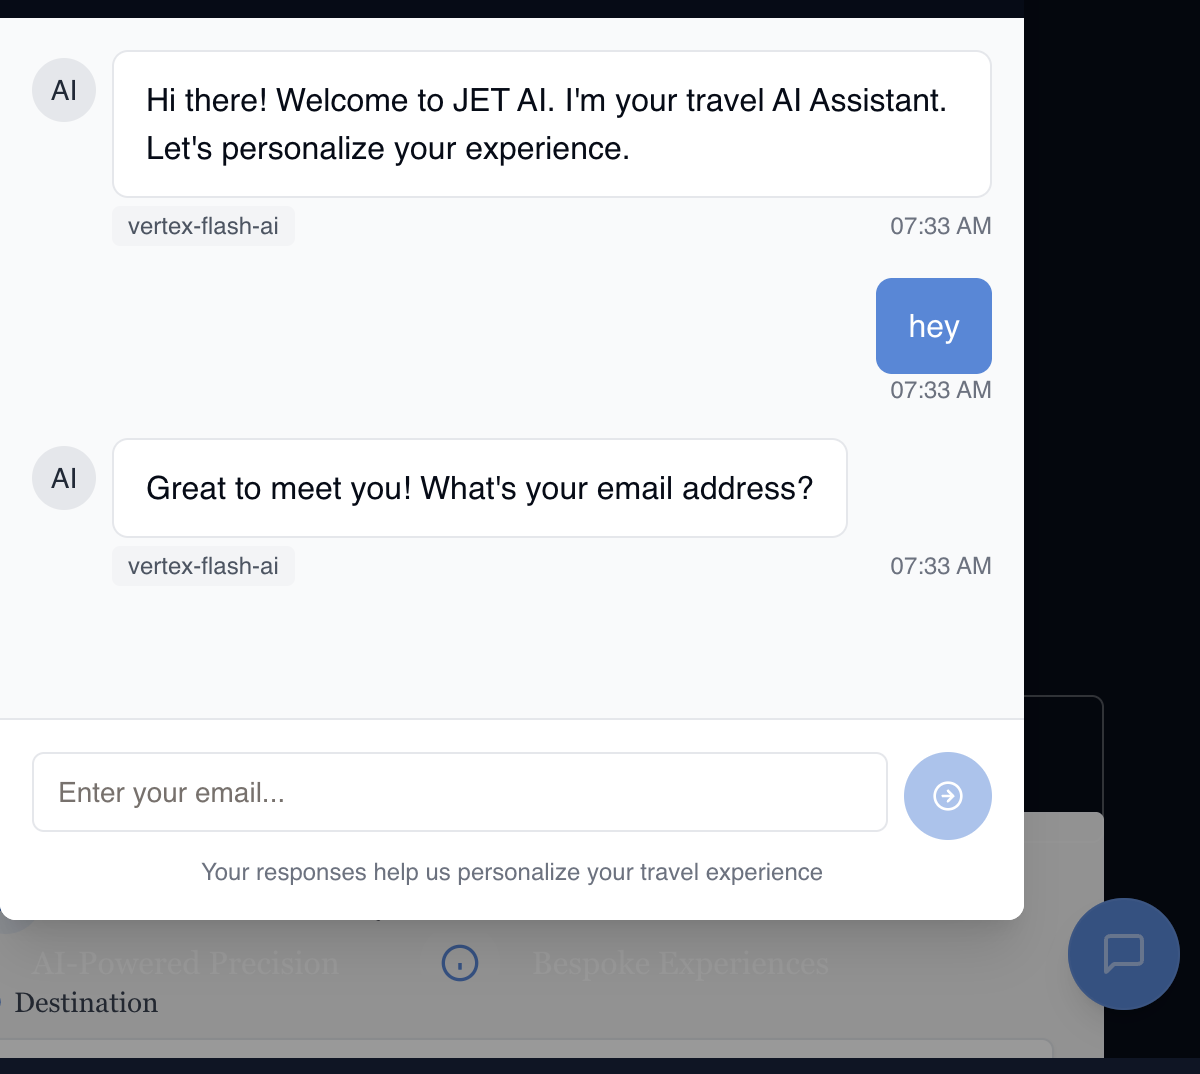 AI
Hi there! Welcome to JET AI. I'm your travel AI Assistant.
Let's personalize your experience.
vertex-flash-ai
07:33 AM
hey
07:33 AM
AI
Great to meet you! What's your email address?
vertex-flash-ai
07:33 AM
Enter your email...
Your responses help us personalize your travel experience
AI-Powered Precision
Bespoke Experiences
Destination